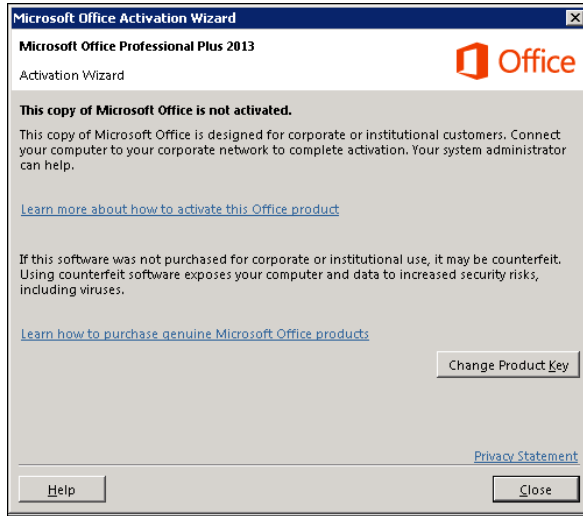 Microsoft Office Activation Wizard
Microsoft Office Professional Plus 2013
Office
Activation Wizard
This copy of Microsoft Office is not activated.
This copy of Microsoft Office is designed for corporate or institutional customers. Connect
your computer to your corporate network to complete activation. Your system administrator
can help.
Learn more about how to activate this Office product
If this software was not purchased for corporate or institutional use, it may be counterfeit.
Using counterfeit software exposes your computer and data to increased security risks,
including viruses.
Learn how to purchase genuine Microsoft Office products
Change Product Key
Privacy Statement
Help
Close